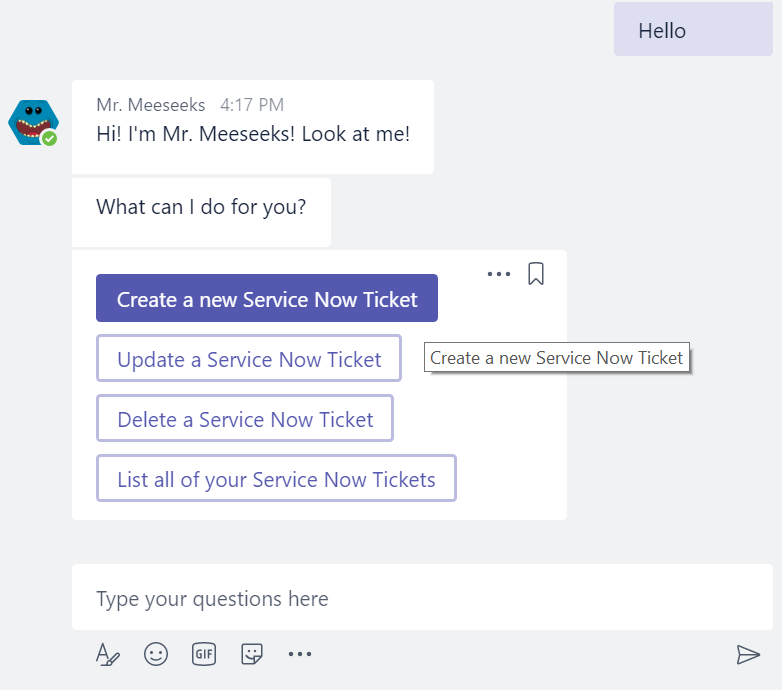 Hello
Mr. Meeseeks 4:17 PM
Hi! I'm Mr. Meeseeks! Look at me!
What can I do for you?
Create a new Service Now Ticket
Update a Service Now Ticket
Create a new Service Now Ticket
Delete a Service Now Ticket
List all of your Service Now Tickets
Type your questions here
GIF